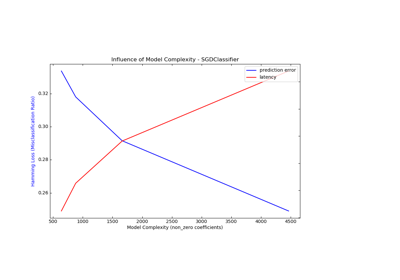 Influence of Model Complexity - SGDClassifier
prediction error
latency
Hamming Loss (Misclassification Ratio)
0.32
0.30
0.28
0.26
500 1000 1500 2000 2500 3000 3500 4000 4500
Model Complexity (non_zero coefficients)